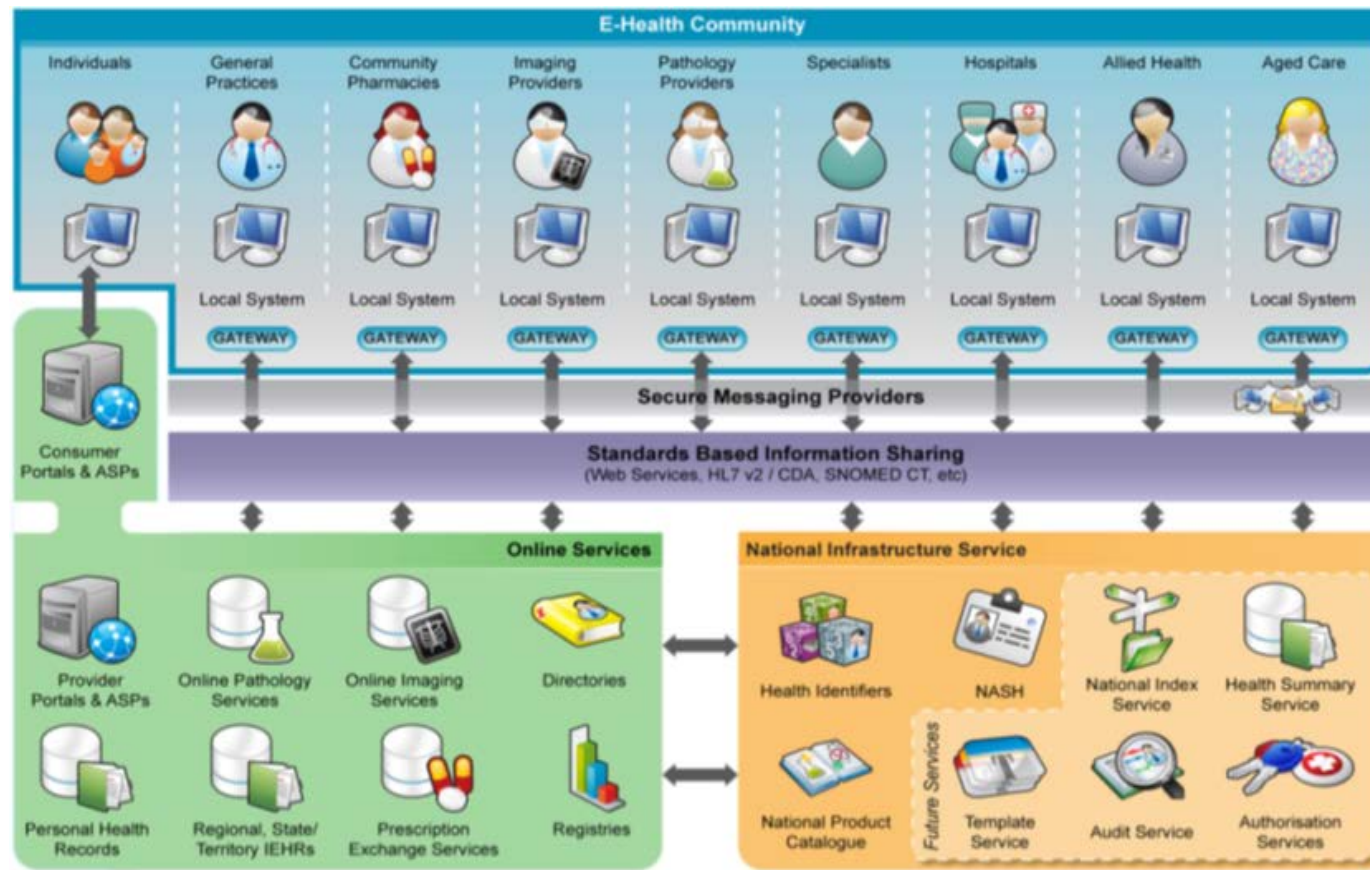 E-Health Community
Individuals
General
Practices
Community
Pharmacies
Imaging
Providers
Pathology
Providers
Specialists
Hospitals
Allied Health
Aged Care
Local System
Local System
Local System
Local System
Local System
Local System
Local System
Local System
GATEWAY
GATEWAY
GATEWAY
GATEWAY
GATEWAY
GATEWAY
GATEWAY
GATEWAY
Secure Messaging Providers
Standards Based Information Sharing
(Web Services, HL7 v2 / CDA, SNOMED CT, etc)
Consumer
Portals & ASPs
Online Services
Provider
Portals & ASPs
Online Pathology
Services
Online Imaging
Services
Directories
Personal Health
Records
Regional, State/
Territory IEHRs
Prescription
Exchange Services
Registries
National Infrastructure Service
Health Identifiers
NASH
National Index
Service
Health Summary
Service
National Product
Catalogue
Future Services
Template
Service
Audit Service
Authorisation
Services